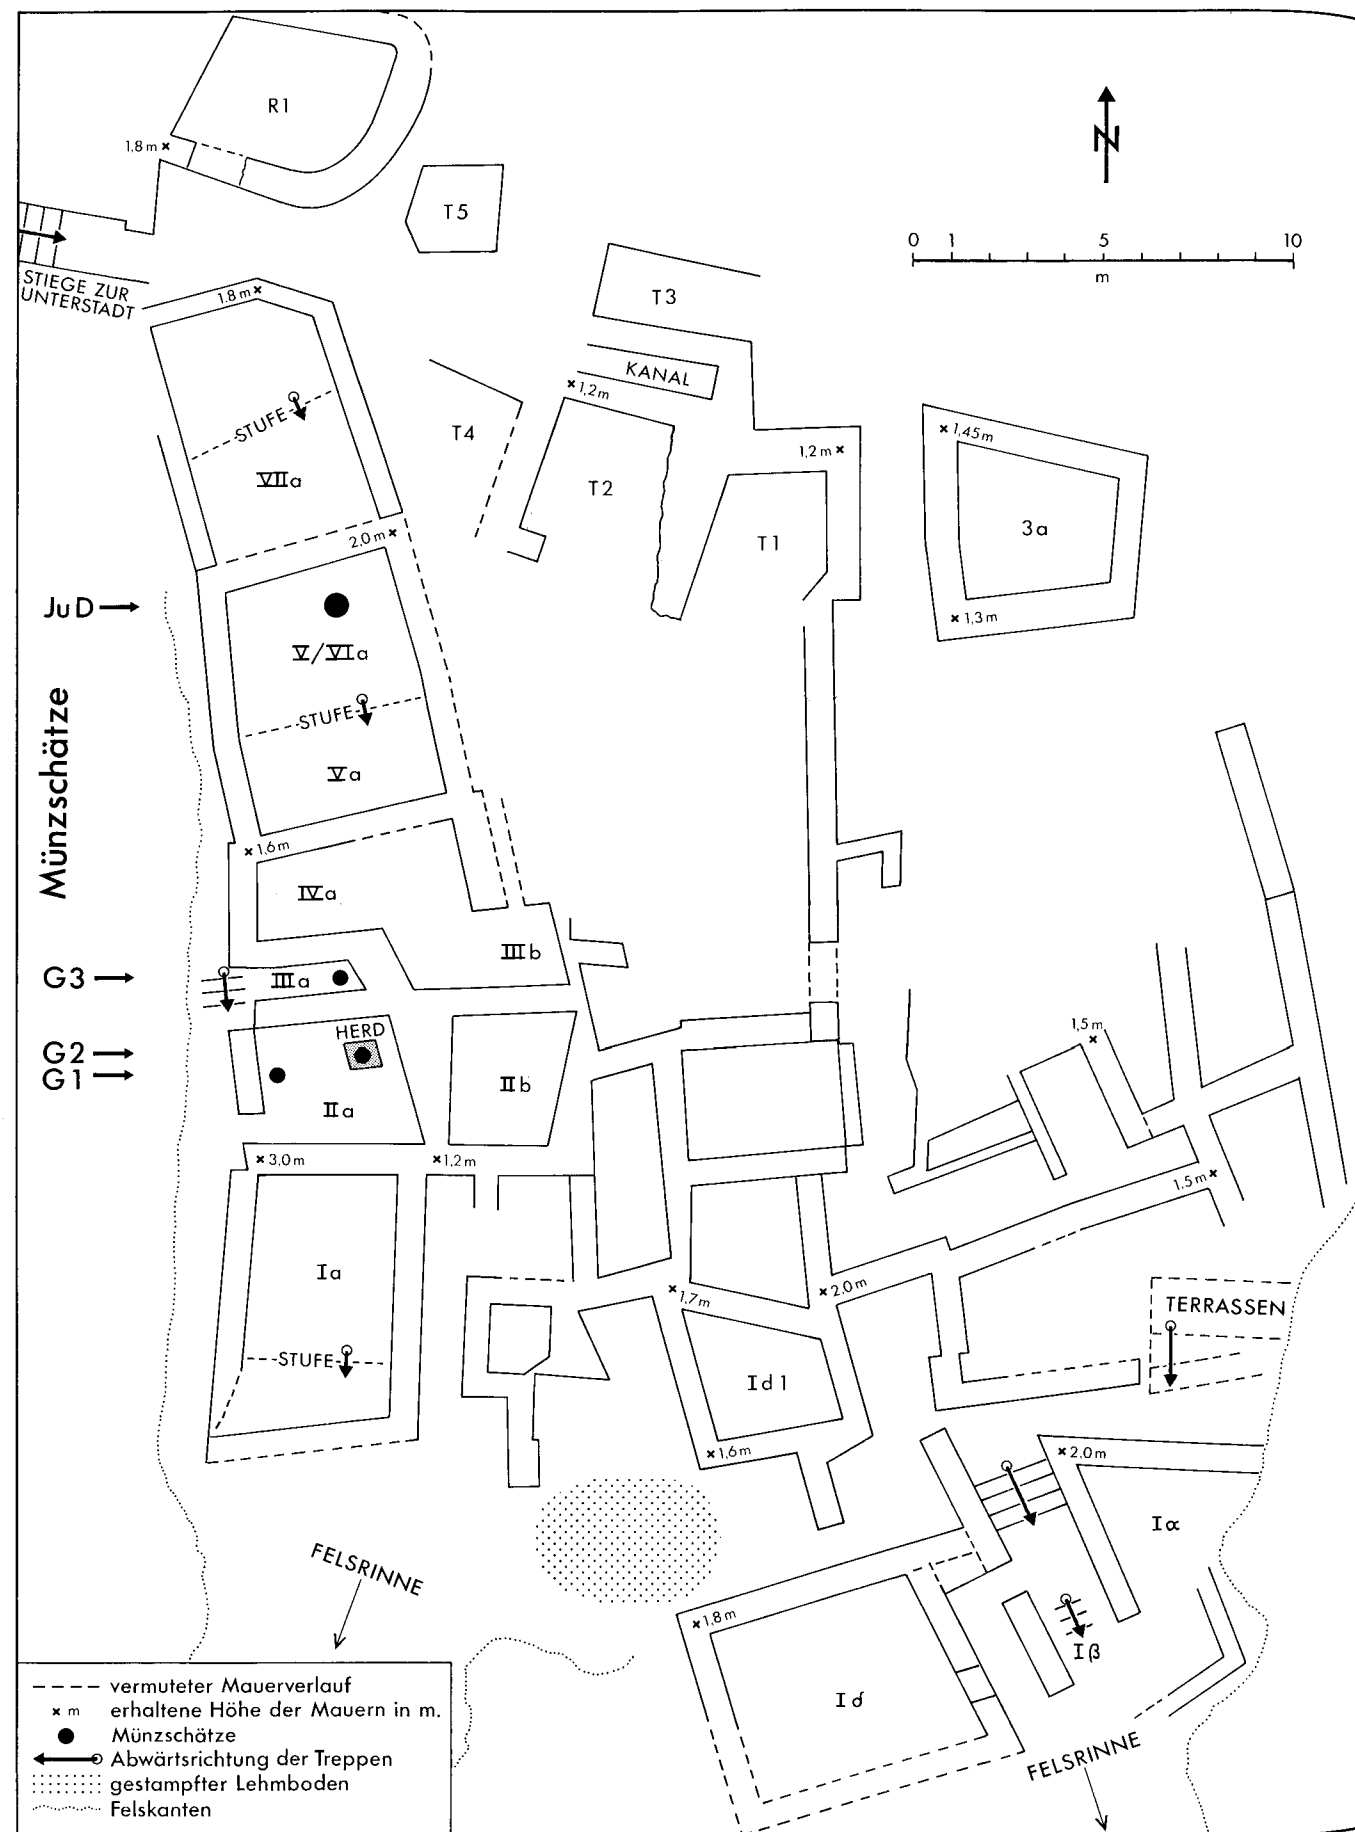 R1
1.8 m
T5
N
0 1 5 10
m
STIEGE ZUR
UNTERSTADT
1.8 m
T3
KANAL
1,2 m
T4
T2
1,2 m
T1
1,45 m
3a
1,3 m
STUFE
VIIa
2,0 m
JuD
V/VIa
STUFE
Va
Münzschätze
1,6 m
IVa
IIIb
G3
IIIa
HERD
G2
G1
IIa
IIb
1,5 m
3,0 m
1,2 m
1,5 m
Ia
1,7 m
2.0 m
TERRASSEN
STUFE
Id 1
1,6 m
2,0 m
Iα
FELSRINNE
1,8 m
Iβ
Iδ
FELSRINNE
vermuteter Mauerverlauf
x m erhaltene Höhe der Mauern in m.
Münzschätze
Abwärtsrichtung der Treppen
gestampfter Lehmboden
Felskanten